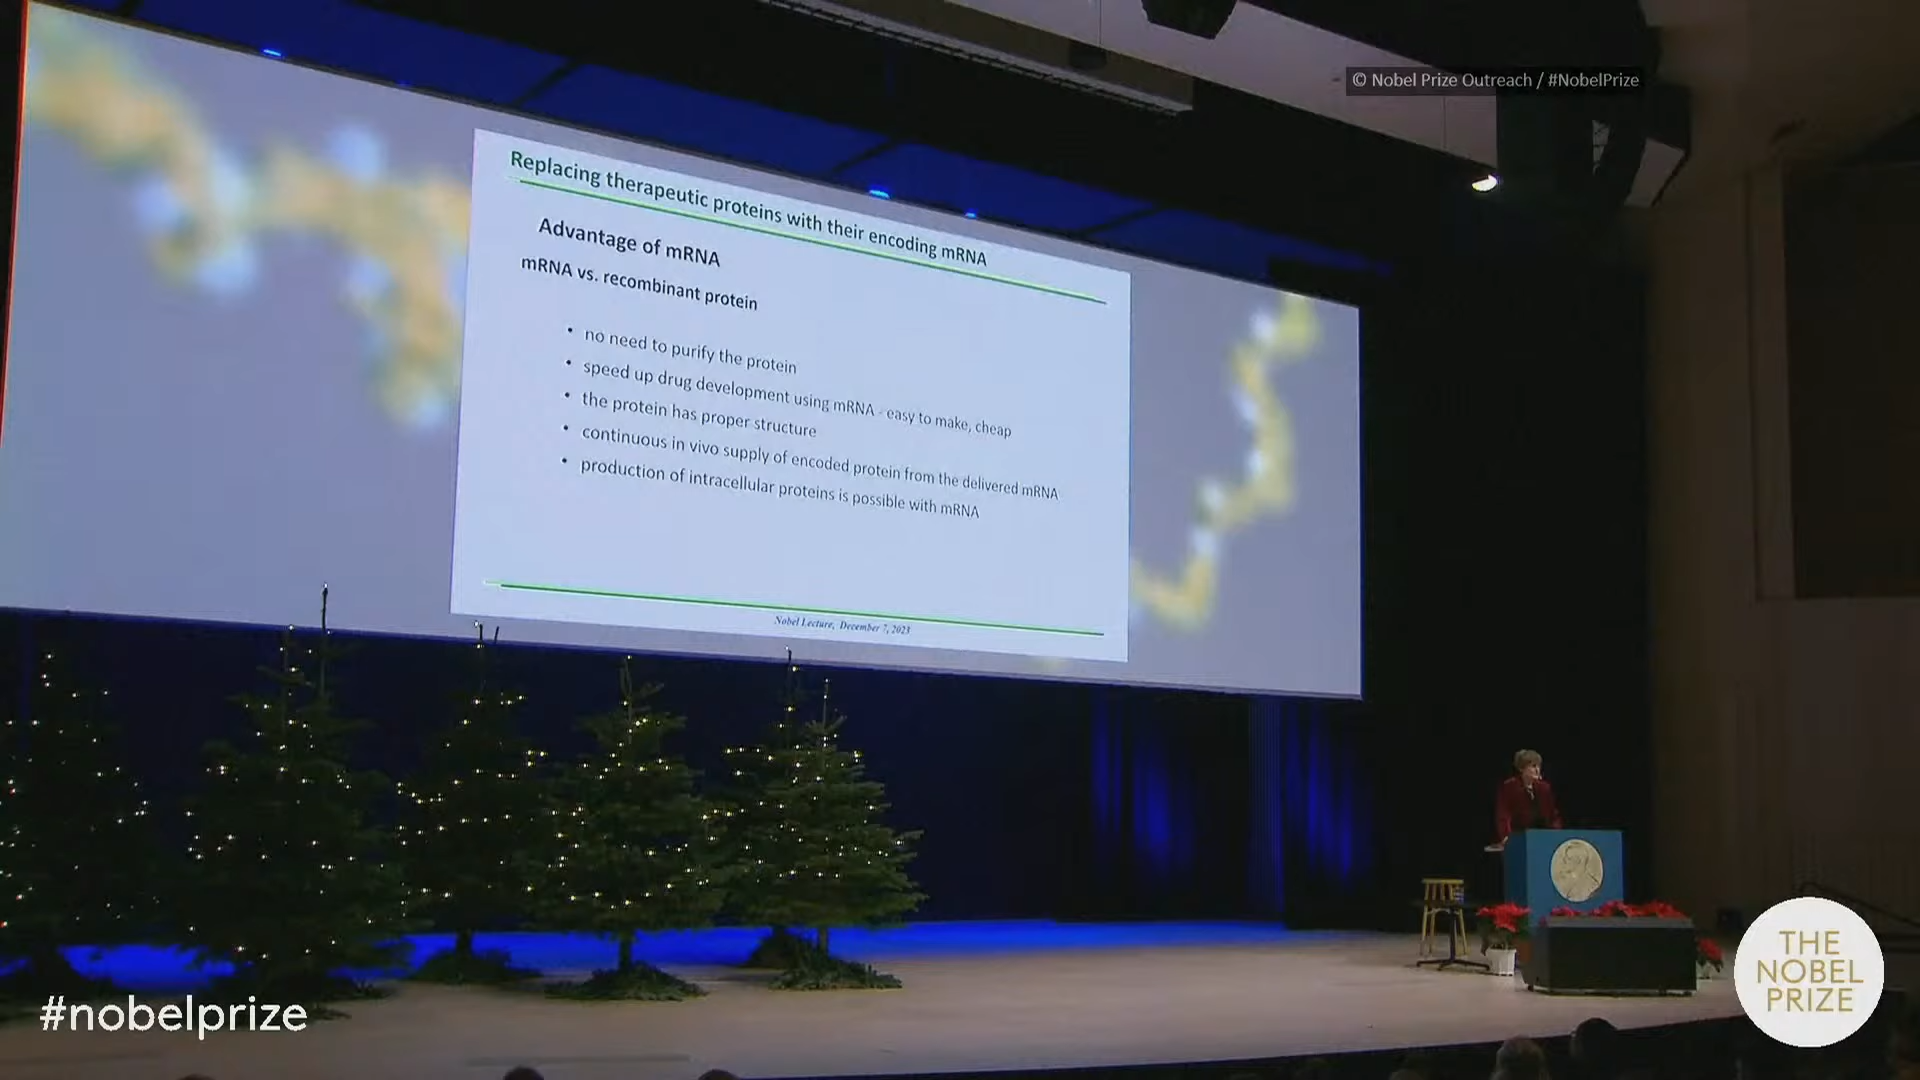 © Nobel Prize Outreach / #NobelPrize
Replacing therapeutic proteins with their encoding mRNA
Advantage of mRNA
mRNA vs. recombinant protein
• no need to purify the protein
• speed up drug development using mRNA - easy to make, cheap
• the protein has proper structure
• continuous in vivo supply of encoded protein from the delivered mRNA
• production of intracellular proteins is possible with mRNA
Nobel Lecture, December 7, 2023
#nobelprize
THE
NOBEL
PRIZE